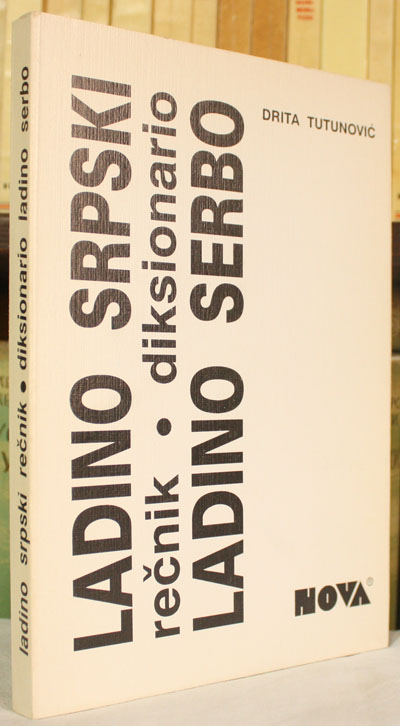 ladino srpski rečnik • diksionario ladino serbo
LADINO SRPSKI
rečnik • diksionario
LADINO SERBO
DRITA TUTUNOVIĆ
NOVA®